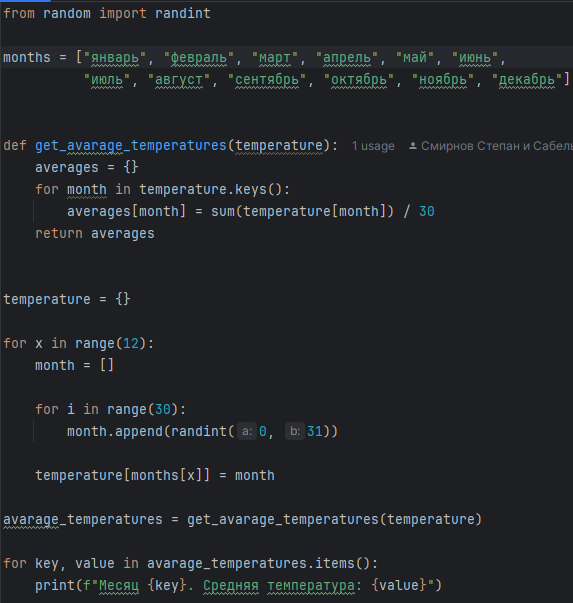 from random import randint
months = ["январь", "февраль", "март", "апрель", "май", "июнь",
"июль", "август", "сентябрь", "октябрь", "ноябрь", "декабрь"]
def get_avarage_temperatures(temperature): 1 usage Смирнов Степан и Сабель
averages = {}
for month in temperature.keys():
averages[month] = sum(temperature[month]) / 30
return averages
temperature = {}
for x in range(12):
month = []
for i in range(30):
month.append(randint(a: 0, b: 31))
temperature[months[x]] = month
avarage_temperatures = get_avarage_temperatures(temperature)
for key, value in avarage_temperatures.items():
print(f"Месяц {key}. Средняя температура: {value}")